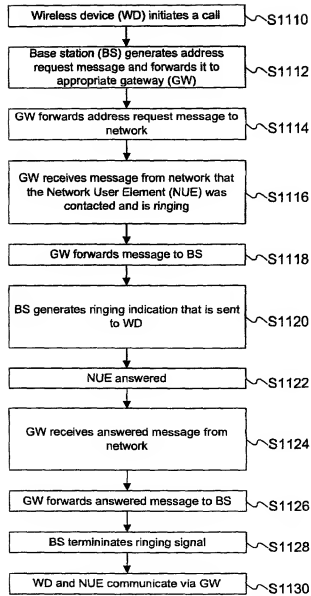 Wireless device (WD) initiates a call
S1110
Base station (BS) generates address
request message and forwards it to
appropriate gateway (GW)
S1112
GW forwards address request message to
network
S1114
GW receives message from network that
the Network User Element (NUE) was
contacted and is ringing
S1116
GW forwards message to BS
S1118
BS generates ringing indication that is sent
to WD
S1120
NUE answered
S1122
GW receives answered message from
network
S1124
GW forwards answered message to BS
S1126
BS termininates ringing signal
S1128
WD and NUE communicate via GW
S1130